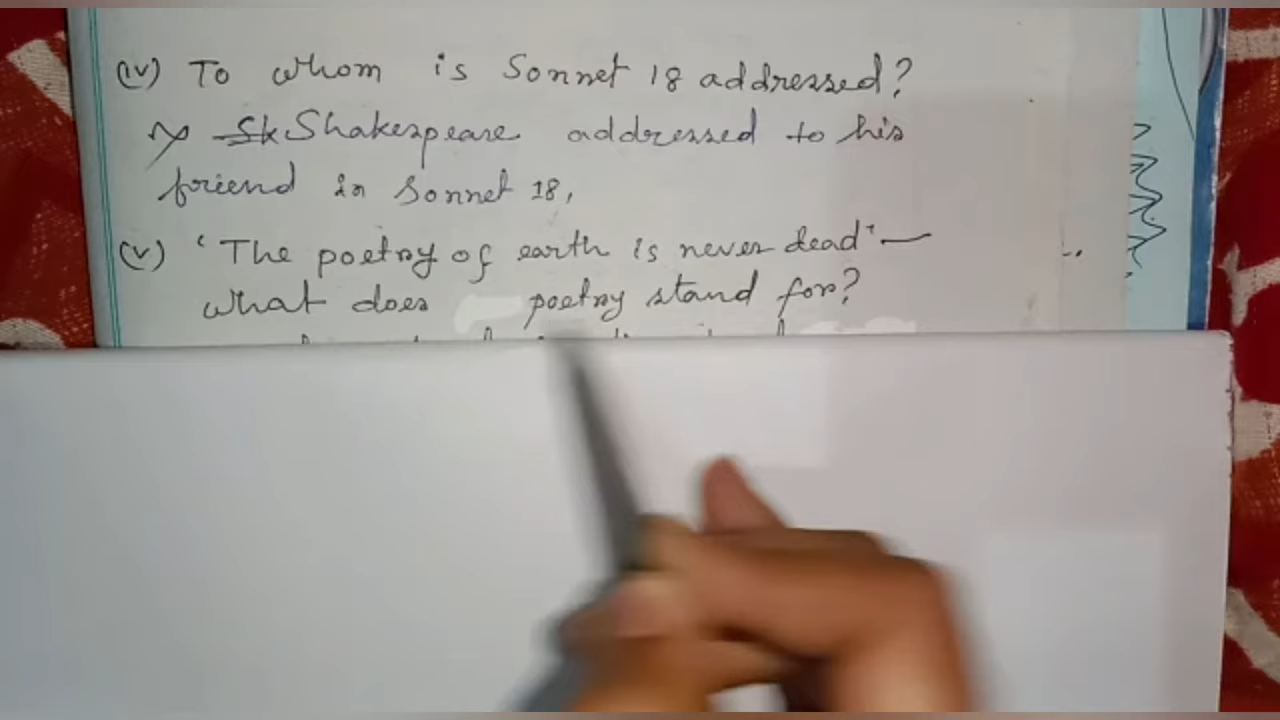 (iv) To whom is Sonnet 18 addressed?
Shakespeare addressed to his
friend in Sonnet 18,
(v) 'The poetry of earth is never dead' —
what does poetry stand for?